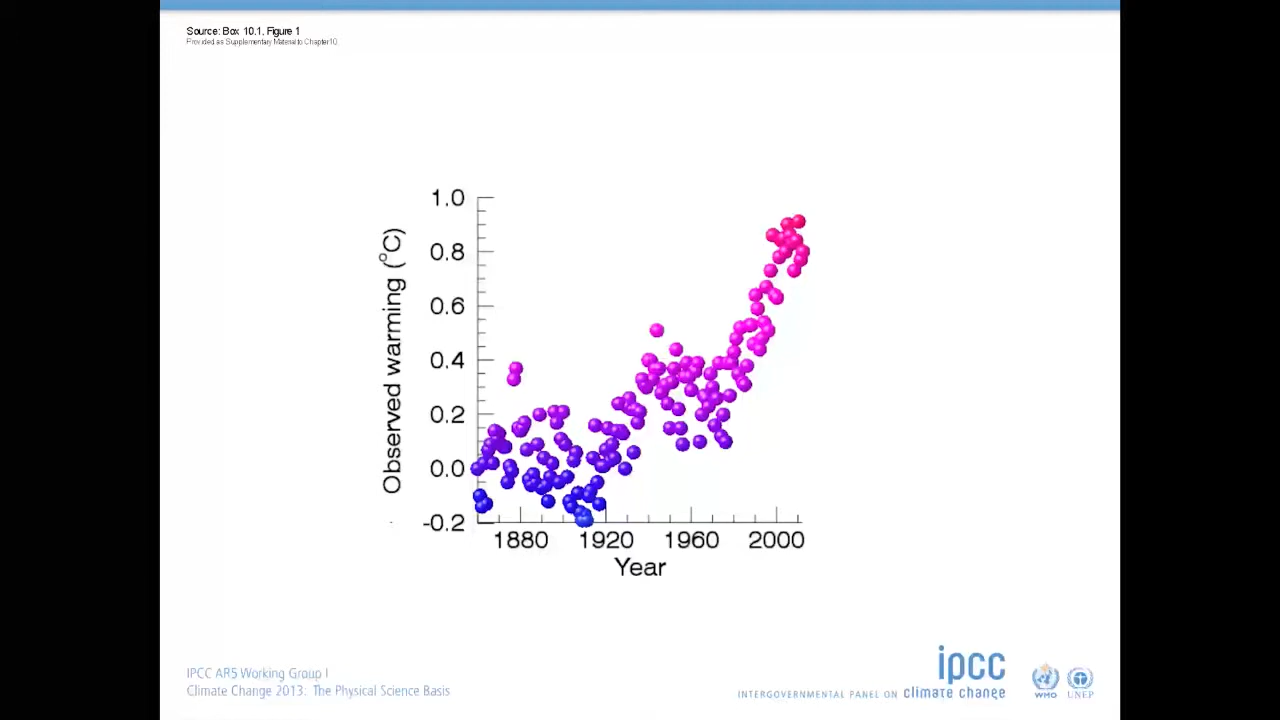 Source: Box 10.1, Figure 1
Provided as Supplementary Material to Chapter 10.
1.0
0.8
0.6
0.4
0.2
0.0
-0.2
Observed warming (°C)
1880 1920 1960 2000
Year
IPCC AR5 Working Group I
Climate Change 2013: The Physical Science Basis
ipcc
INTERGOVERNMENTAL PANEL ON climate change
WMO
UNEP